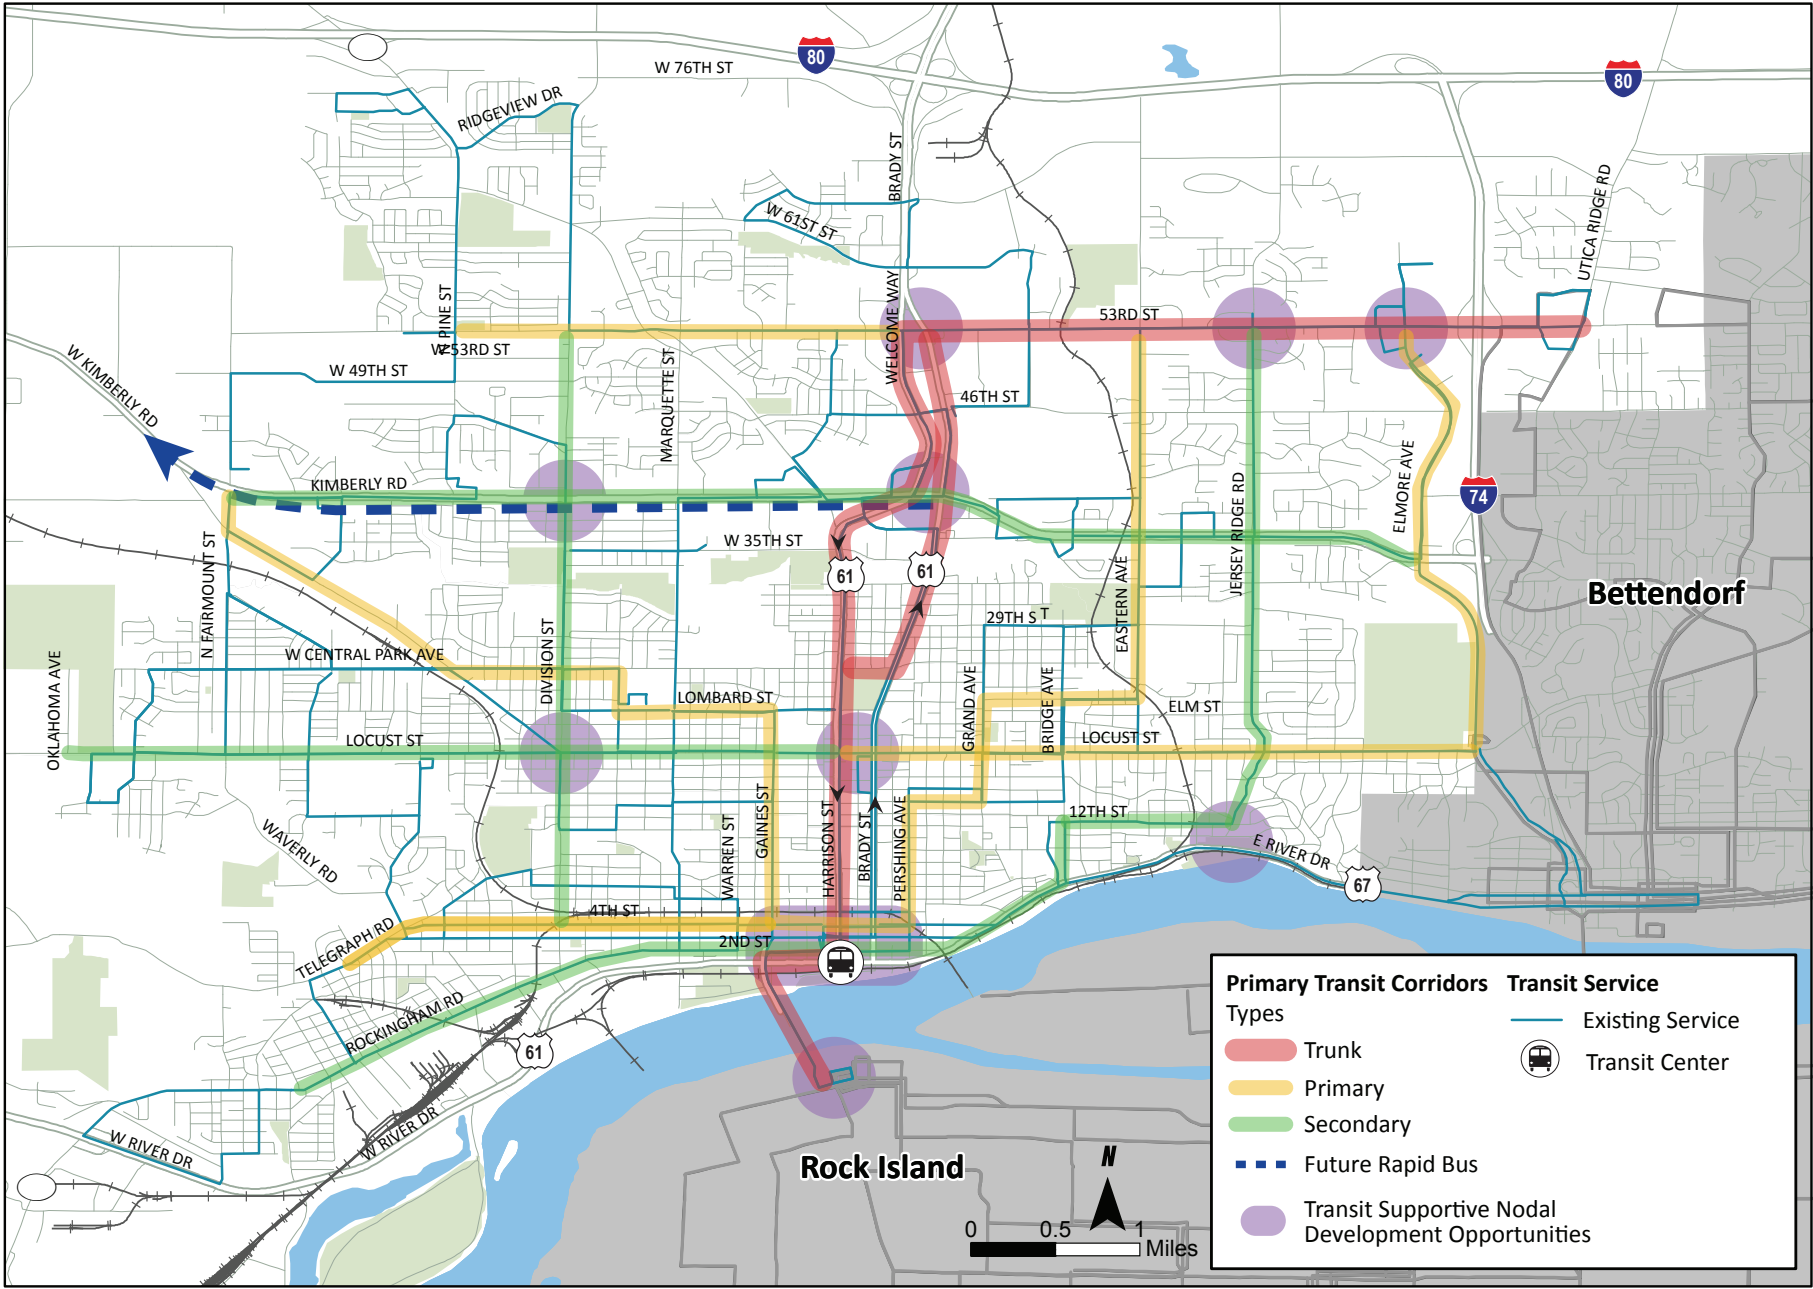 80
W 76TH ST
80
RIDGEVIEW DR
BRADY ST
W 61ST ST
UTICA RIDGE RD
N PINE ST
WELCOME WAY
53RD ST
W 53RD ST
W KIMBERLY RD
W 49TH ST
MARQUETTE ST
46TH ST
KIMBERLY RD
JERSEY RIDGE RD
ELMORE AVE
74
W 35TH ST
61
61
N FAIRMOUNT ST
EASTERN AVE
Bettendorf
29TH ST
OKLAHOMA AVE
W CENTRAL PARK AVE
DIVISION ST
LOMBARD ST
GRAND AVE
BRIDGE AVE
ELM ST
LOCUST ST
LOCUST ST
WAVERLY RD
WARREN ST
GAINES ST
HARRISON ST
BRADY ST
PERSHING AVE
12TH ST
E RIVER DR
67
4TH ST
TELEGRAPH RD
2ND ST
ROCKINGHAM RD
61
W RIVER DR
W RIVER DR
Rock Island
N
0 0.5 1
Miles
Primary Transit Corridors
Types
Trunk
Primary
Secondary
Future Rapid Bus
Transit Supportive Nodal
Development Opportunities
Transit Service
Existing Service
Transit Center